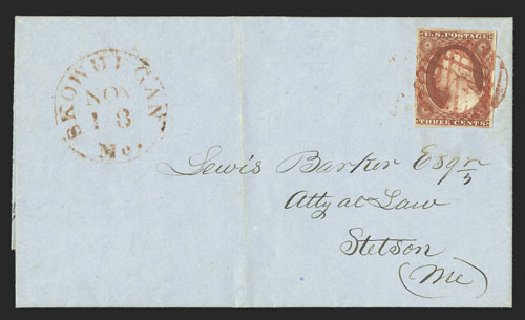 SKOWHEGAN
NOV
18
Me.
U.S. POSTAGE
THREE CENTS
Lewis Barker Esqr
Atty at Law
Stetson
(Me)